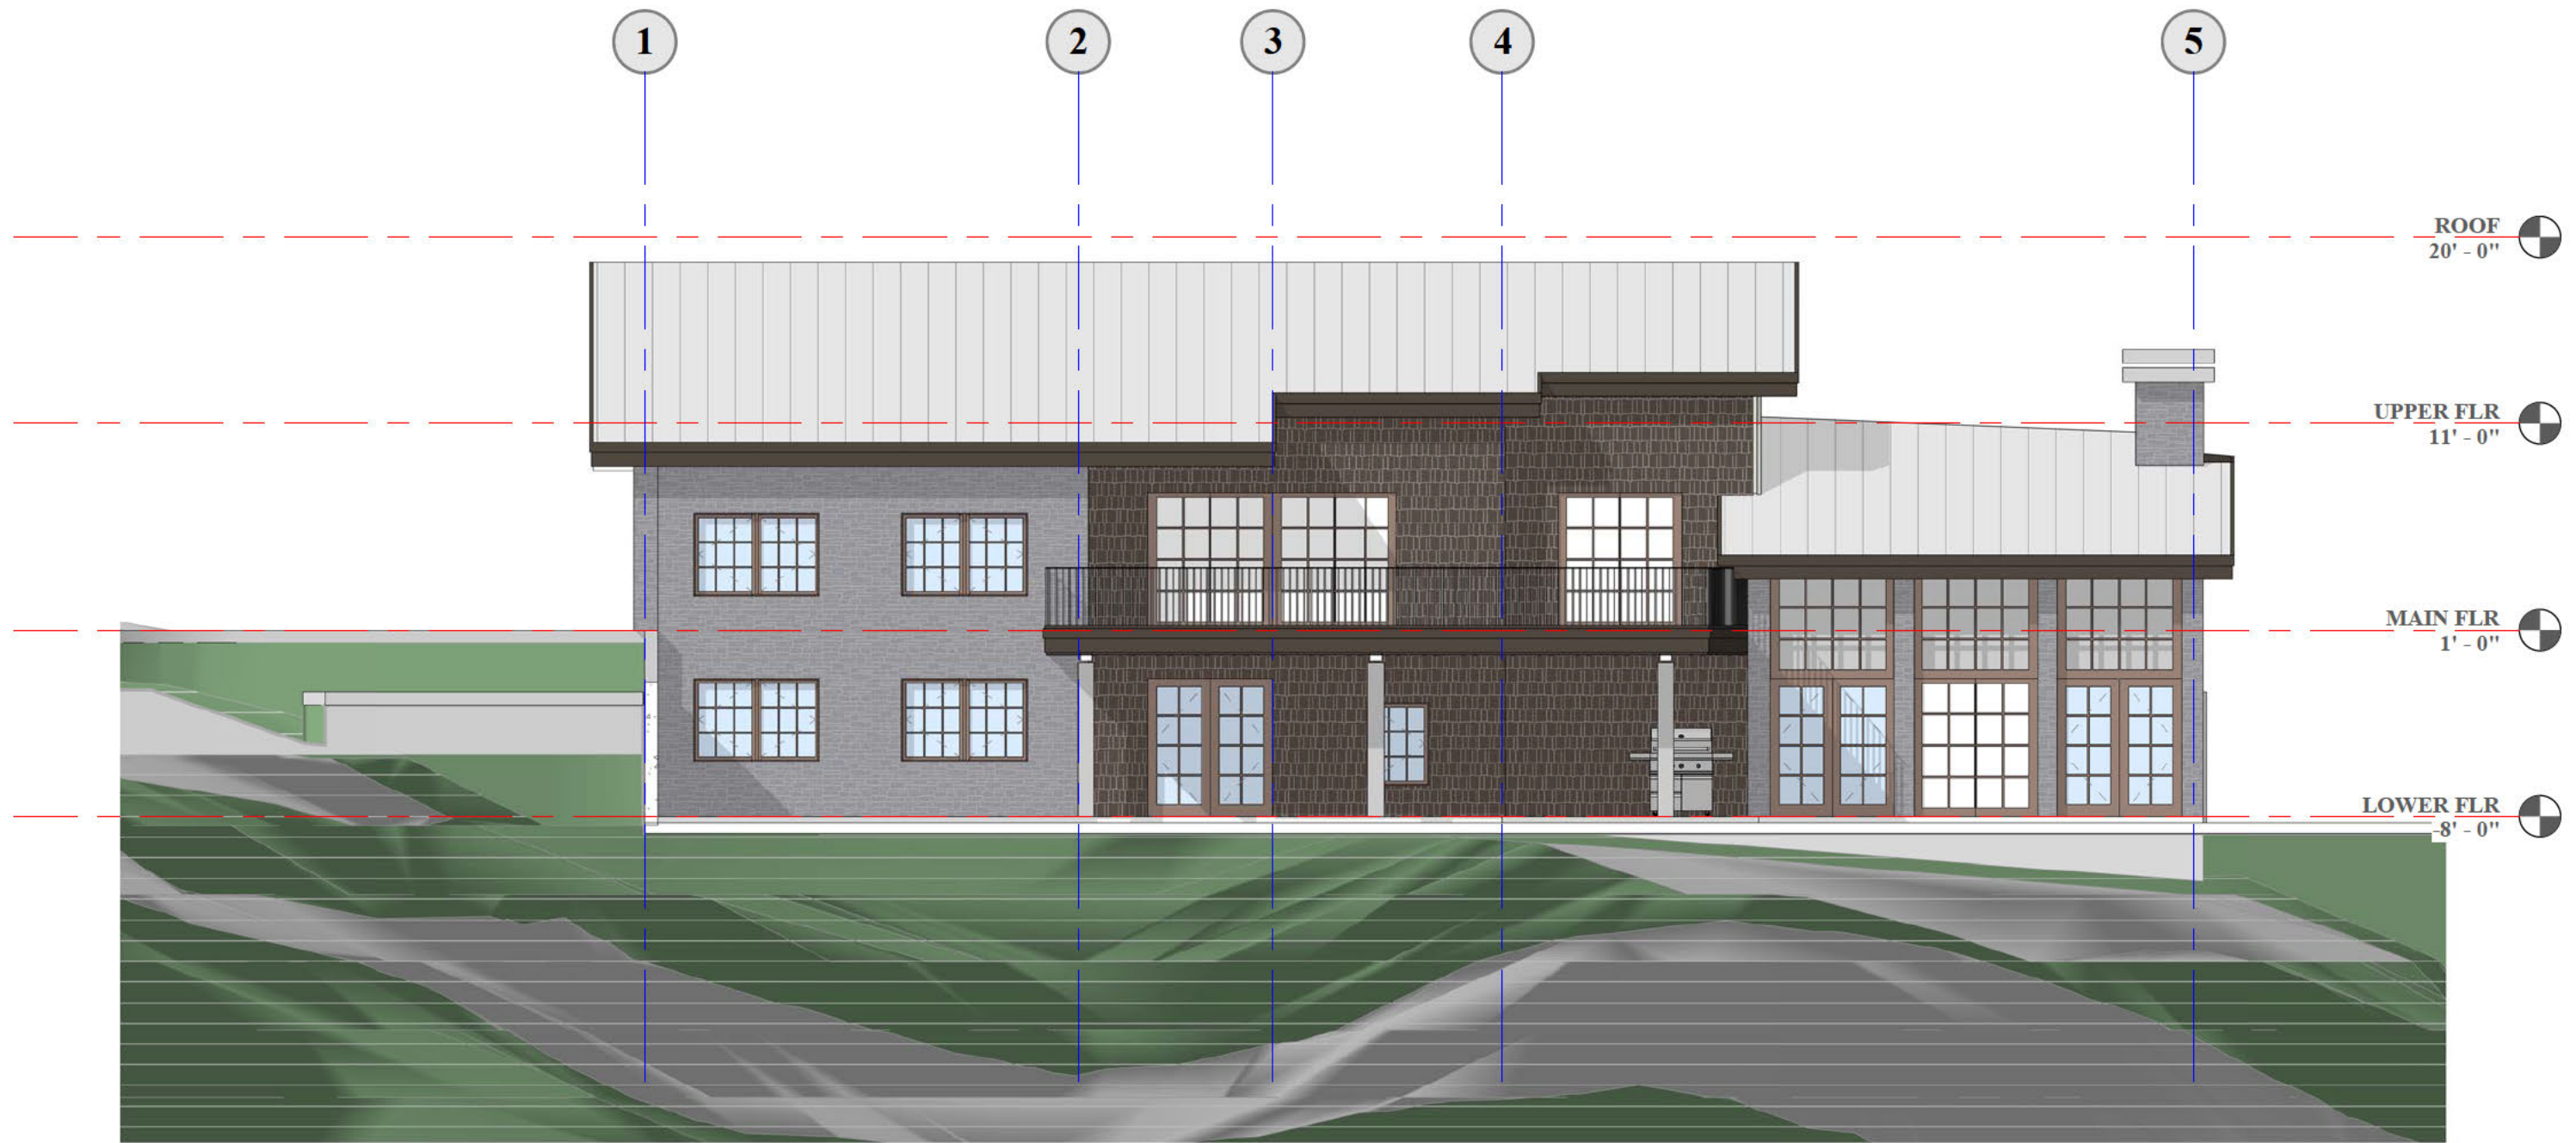 1 2 3 4 5
ROOF
20' - 0"
UPPER FLR
11' - 0"
MAIN FLR
1' - 0"
LOWER FLR
-8' - 0"